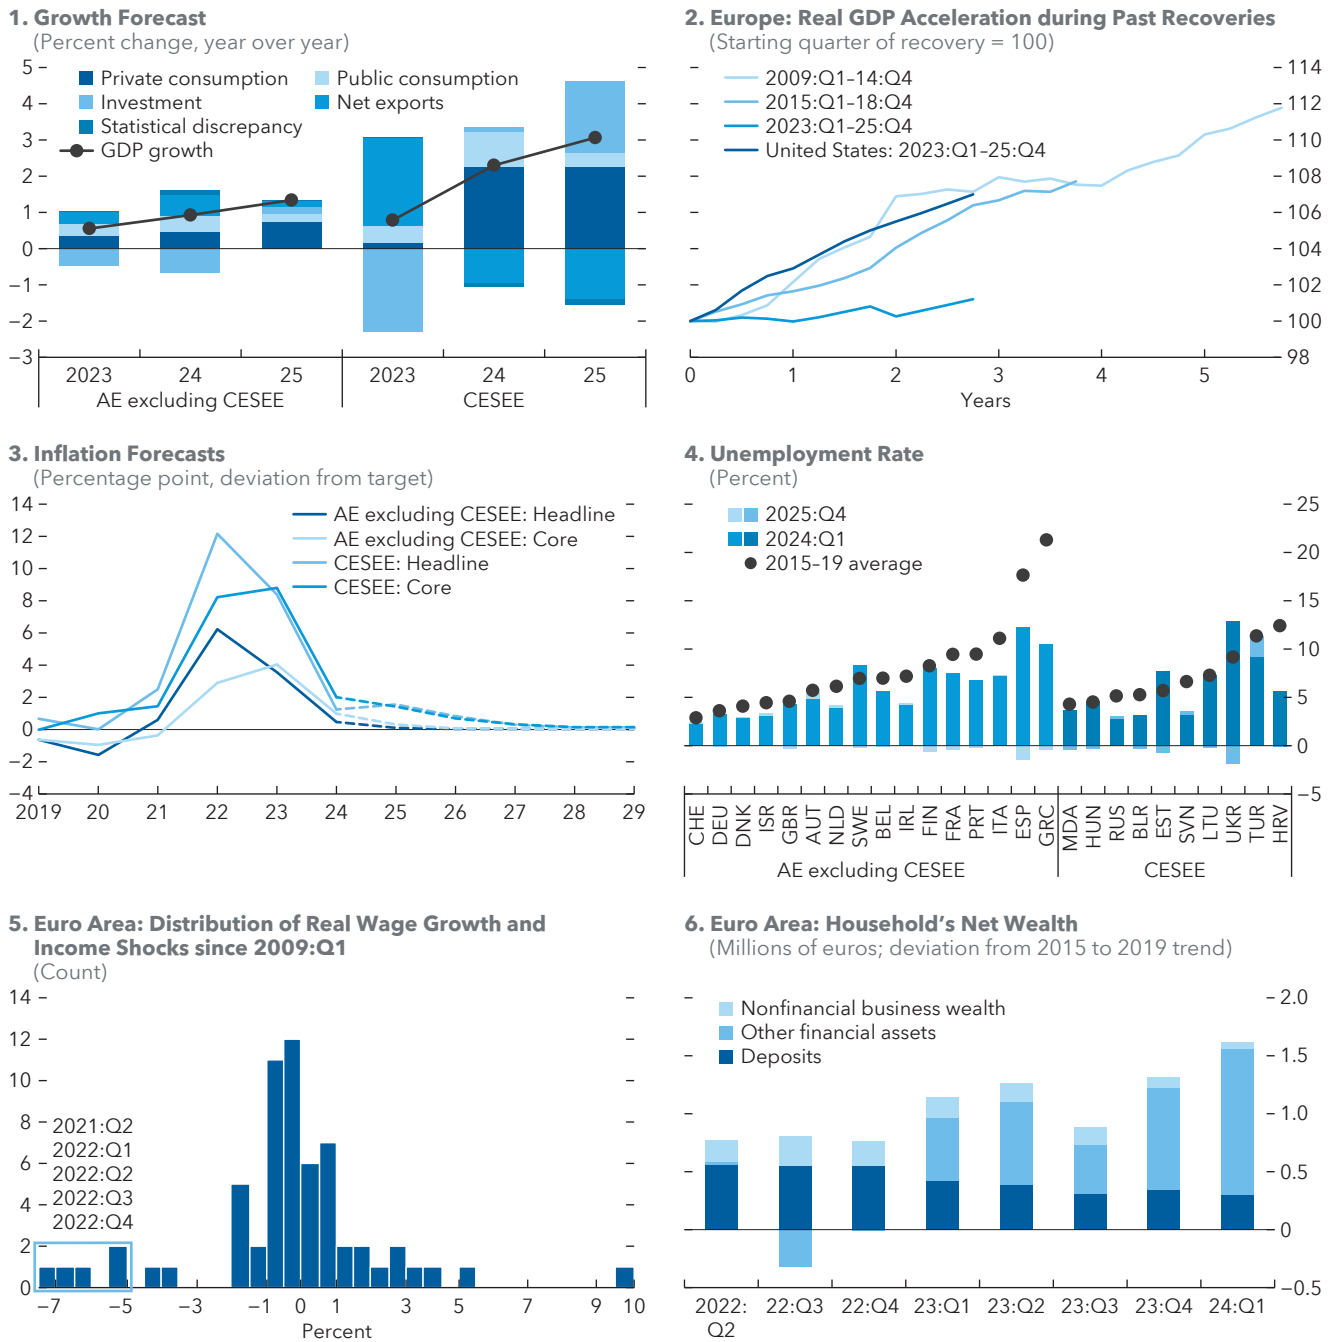 1. Growth Forecast
(Percent change, year over year)
5
4
3
2
1
0
−1
−2
−3
Private consumption
Public consumption
Investment
Net exports
Statistical discrepancy
GDP growth
2023 24 25 2023 24 25
AE excluding CESEE CESEE
2. Europe: Real GDP Acceleration during Past Recoveries
(Starting quarter of recovery = 100)
2009:Q1–14:Q4
2015:Q1–18:Q4
2023:Q1–25:Q4
United States: 2023:Q1–25:Q4
114
112
110
108
106
104
102
100
98
0 1 2 3 4 5
Years
3. Inflation Forecasts
(Percentage point, deviation from target)
14
12
10
8
6
4
2
0
−2
−4
AE excluding CESEE: Headline
AE excluding CESEE: Core
CESEE: Headline
CESEE: Core
2019 20 21 22 23 24 25 26 27 28 29
4. Unemployment Rate
(Percent)
2025:Q4
2024:Q1
2015–19 average
25
20
15
10
5
0
−5
CHE DEU DNK ISR GBR AUT NLD SWE BEL IRL FIN FRA PRT ITA ESP GRC MDA HUN RUS BLR EST SVN LTU UKR TUR HRV
AE excluding CESEE CESEE
5. Euro Area: Distribution of Real Wage Growth and
Income Shocks since 2009:Q1
(Count)
14
12
10
8
6
4
2
0
2021:Q2
2022:Q1
2022:Q2
2022:Q3
2022:Q4
−7 −5 −3 −1 0 1 3 5 7 9 10
Percent
6. Euro Area: Household’s Net Wealth
(Millions of euros; deviation from 2015 to 2019 trend)
Nonfinancial business wealth
Other financial assets
Deposits
2.0
1.5
1.0
0.5
0
−0.5
2022: 22:Q3 22:Q4 23:Q1 23:Q2 23:Q3 23:Q4 24:Q1
Q2